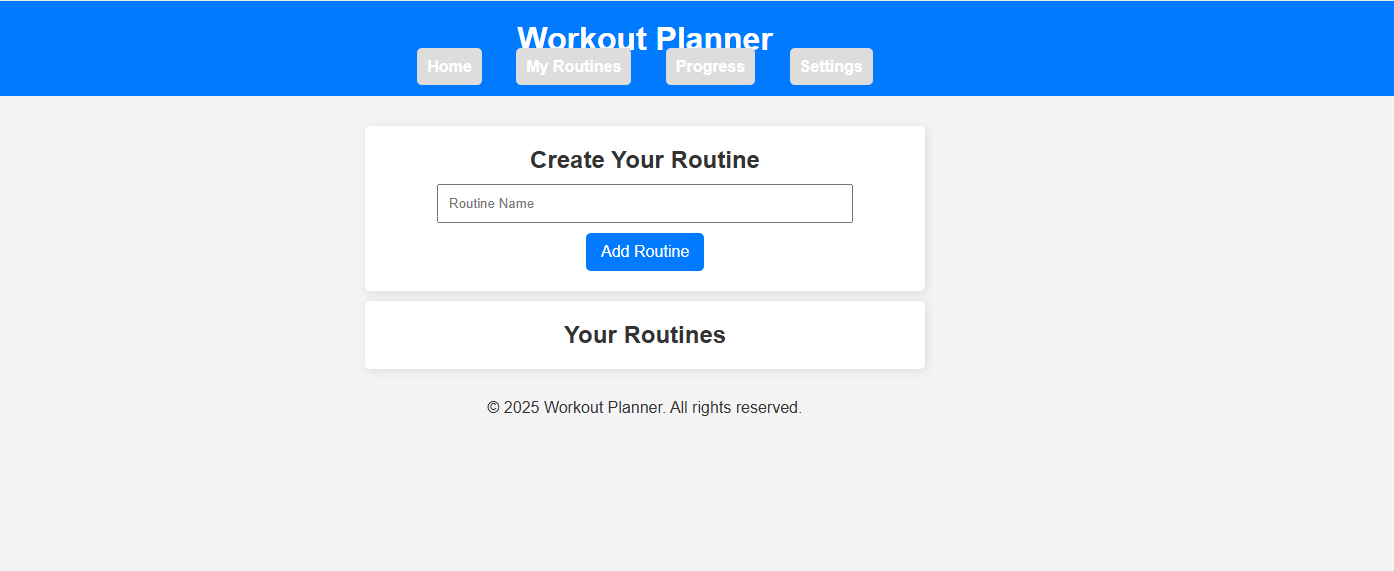 Workout Planner
Home My Routines Progress Settings
Create Your Routine
Routine Name
Add Routine
Your Routines
© 2025 Workout Planner. All rights reserved.